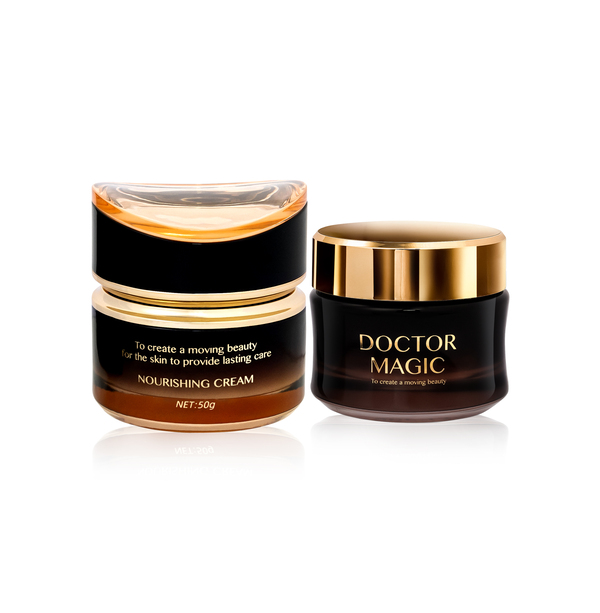 To create a moving beauty
for the skin to provide lasting care
NOURISHING CREAM
NET:50g
DOCTOR
MAGIC
To create a moving beauty